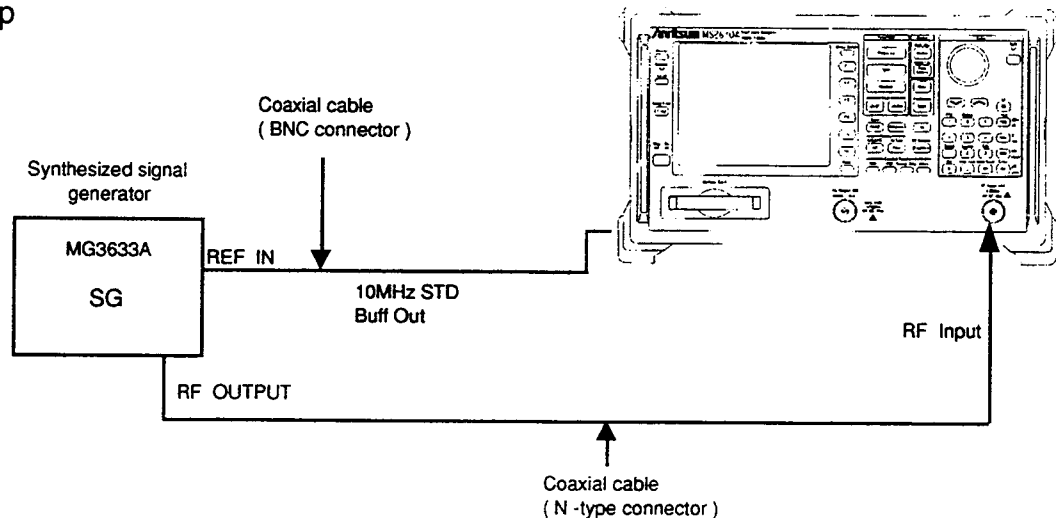 p
Anritsu MS2610A
Coaxial cable
( BNC connector )
Synthesized signal
generator
MG3633A
SG
REF IN
10MHz STD
Buff Out
RF Input
RF OUTPUT
Coaxial cable
( N -type connector )